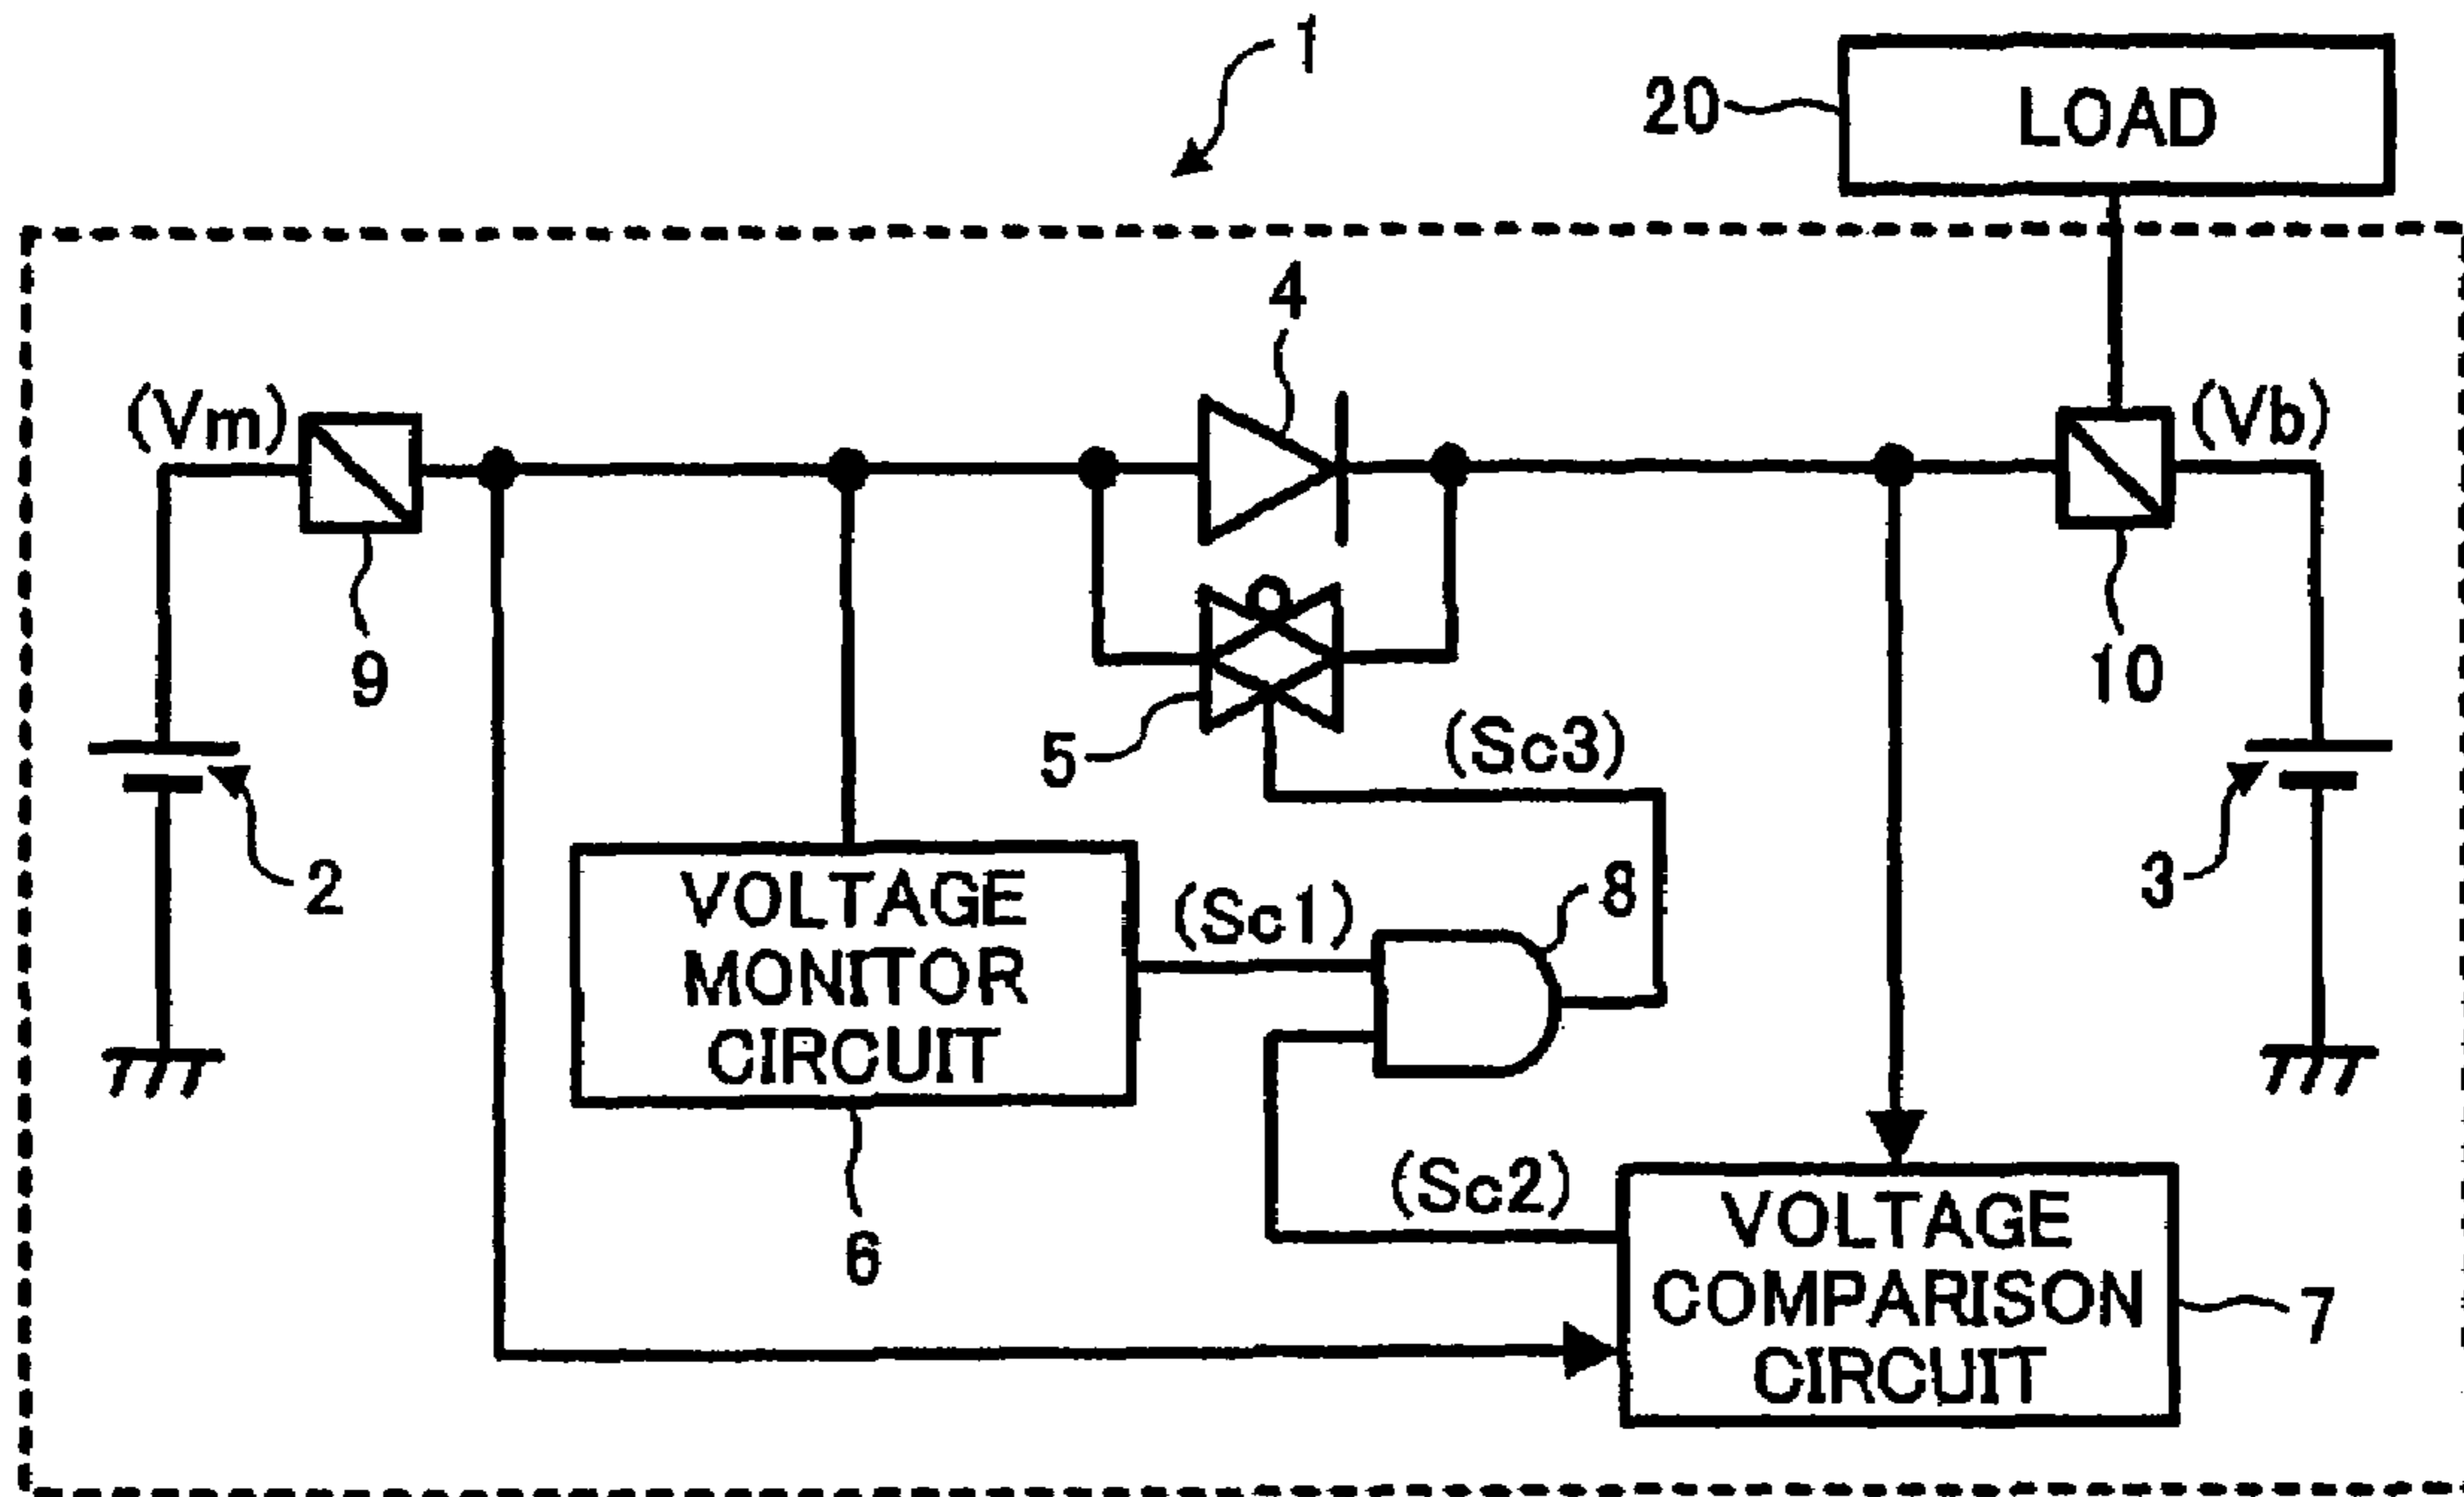 1
20
LOAD
4
(Vm)
(Vb)
9
10
5
(Sc3)
2
3
VOLTAGE
MONITOR
CIRCUIT
(Sc1)
8
6
(Sc2)
VOLTAGE
COMPARISON
CIRCUIT
7